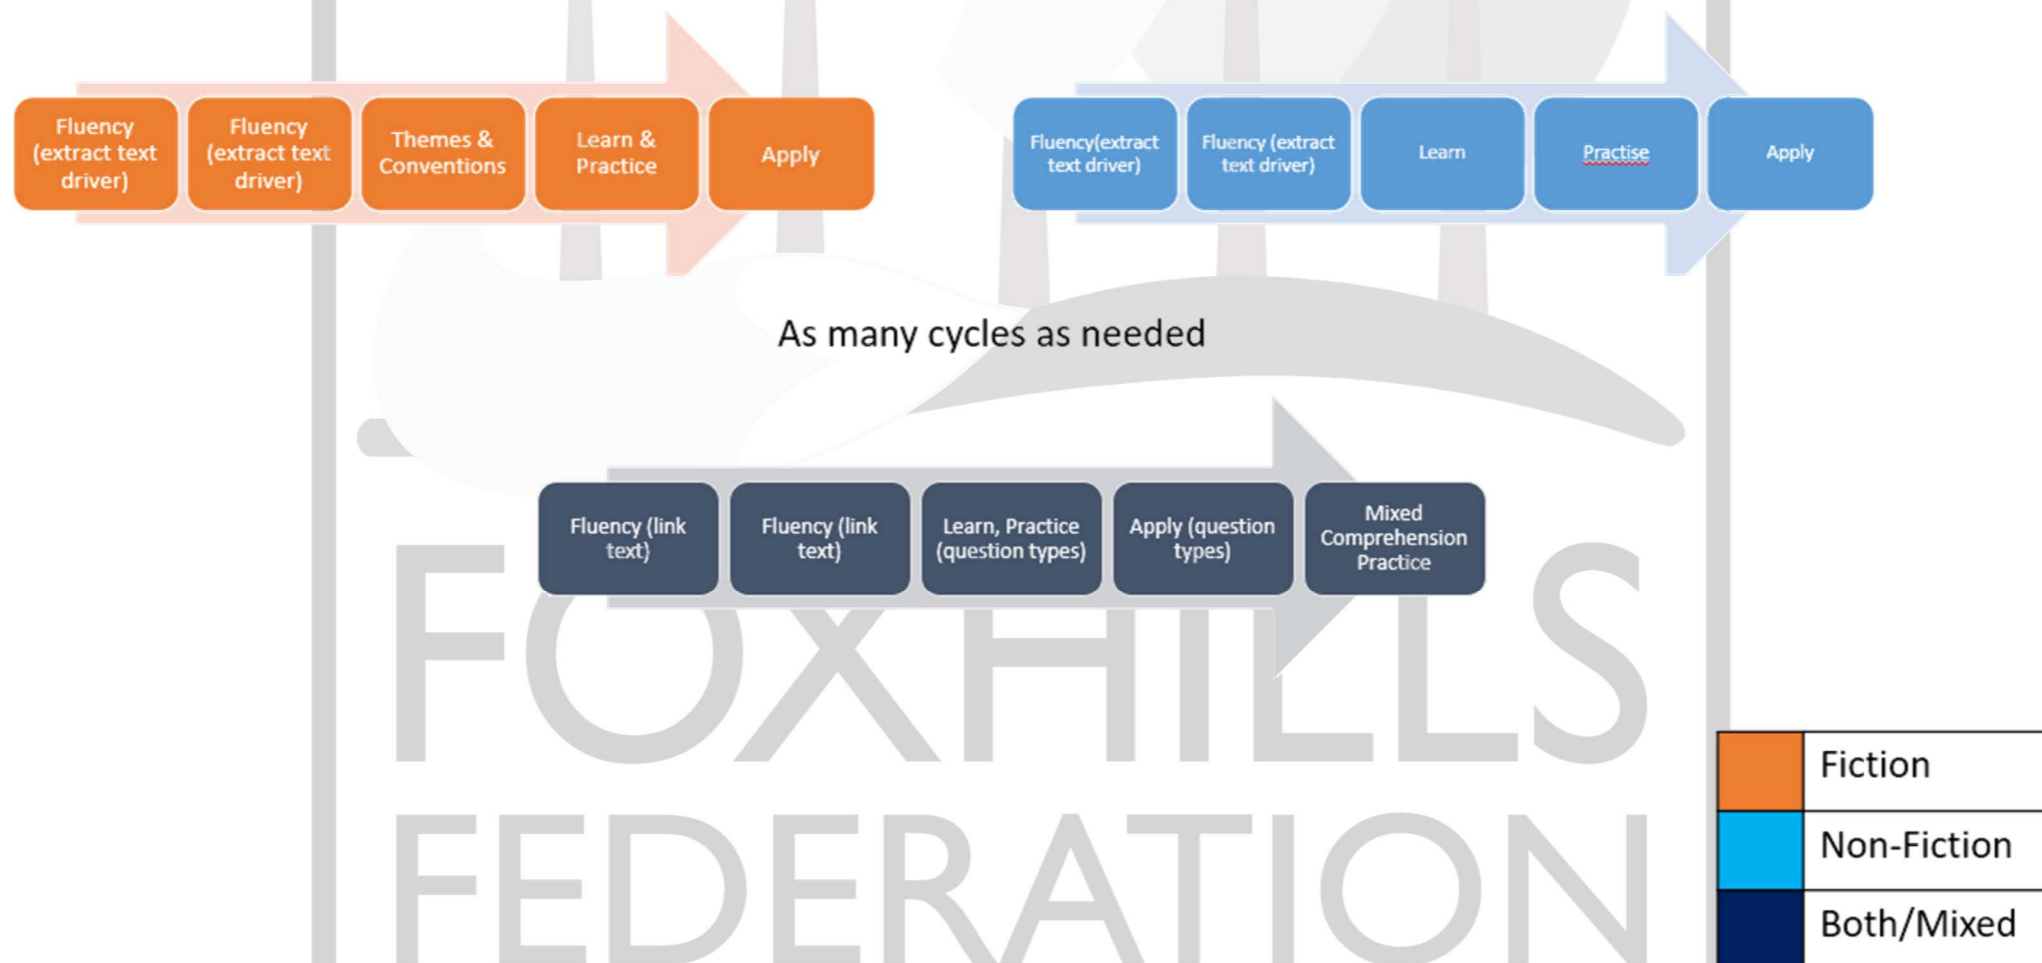 Fluency
(extract text
driver)
Fluency
(extract text
driver)
Themes &
Conventions
Learn &
Practice
Apply
Fluency(extract
text driver)
Fluency (extract
text driver)
Learn
Practise
Apply
As many cycles as needed
Fluency (link
text)
Fluency (link
text)
Learn, Practice
(question types)
Apply (question
types)
Mixed
Comprehension
Practice
FOXHILLS
FEDERATION
Fiction
Non-Fiction
Both/Mixed